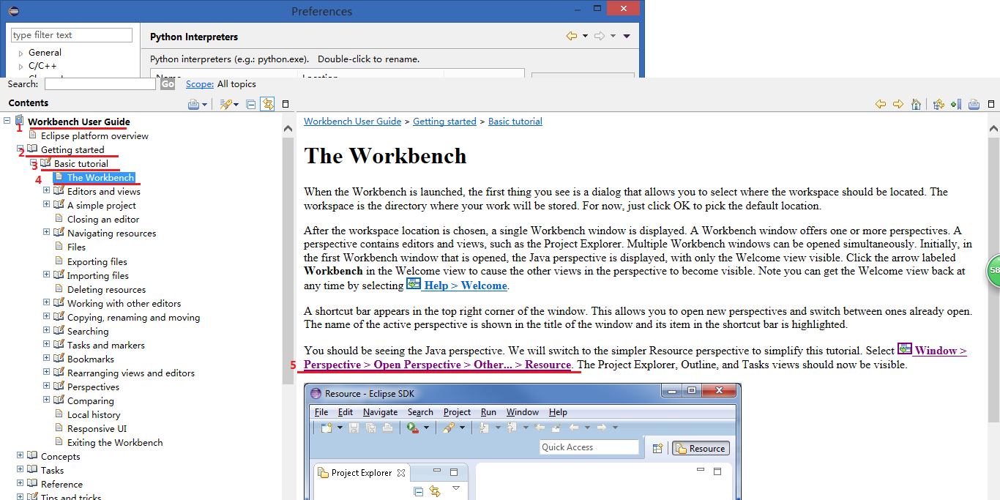 Preferences
type filter text
Python Interpreters
General
Python interpreters (e.g.: python.exe).   Double-click to rename.
C/C++
Search:
Go
Scope: All topics
Contents
Workbench User Guide
1
Eclipse platform overview
2
Getting started
3
Basic tutorial
4
The Workbench
Editors and views
A simple project
Closing an editor
Navigating resources
Files
Exporting files
Importing files
Deleting resources
Working with other editors
Copying, renaming and moving
Searching
Tasks and markers
Bookmarks
Rearranging views and editors
Perspectives
Comparing
Local history
Responsive UI
Exiting the Workbench
Concepts
Tasks
Reference
Tips and tricks
Workbench User Guide > Getting started > Basic tutorial
The Workbench
When the Workbench is launched, the first thing you see is a dialog that allows you to select where the workspace should be located. The
workspace is the directory where your work will be stored. For now, just click OK to pick the default location.
After the workspace location is chosen, a single Workbench window is displayed. A Workbench window offers one or more perspectives. A
perspective contains editors and views, such as the Project Explorer. Multiple Workbench windows can be opened simultaneously. Initially, in
the first Workbench window that is opened, the Java perspective is displayed, with only the Welcome view visible. Click the arrow labeled
Workbench in the Welcome view to cause the other views in the perspective to become visible. Note you can get the Welcome view back at
any time by selecting Help > Welcome.
A shortcut bar appears in the top right corner of the window. This allows you to open new perspectives and switch between ones already open.
The name of the active perspective is shown in the title of the window and its item in the shortcut bar is highlighted.
You should be seeing the Java perspective. We will switch to the simpler Resource perspective to simplify this tutorial. Select Window >
5
Perspective > Open Perspective > Other... > Resource. The Project Explorer, Outline, and Tasks views should now be visible.
58
Resource - Eclipse SDK
File Edit Navigate Search Project Run Window Help
Quick Access
Resource
Project Explorer